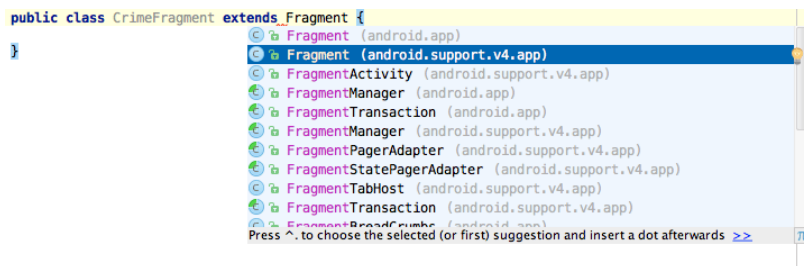 public class CrimeFragment extends Fragment {
Fragment (android.app)
}
Fragment (android.support.v4.app)
FragmentActivity (android.support.v4.app)
FragmentManager (android.app)
FragmentTransaction (android.app)
FragmentManager (android.support.v4.app)
FragmentPagerAdapter (android.support.v4.app)
FragmentStatePagerAdapter (android.support.v4.app)
FragmentTabHost (android.support.v4.app)
FragmentTransaction (android.support.v4.app)
FragmentBreadCrumbs (android.app)
Press ^. to choose the selected (or first) suggestion and insert a dot afterwards >>